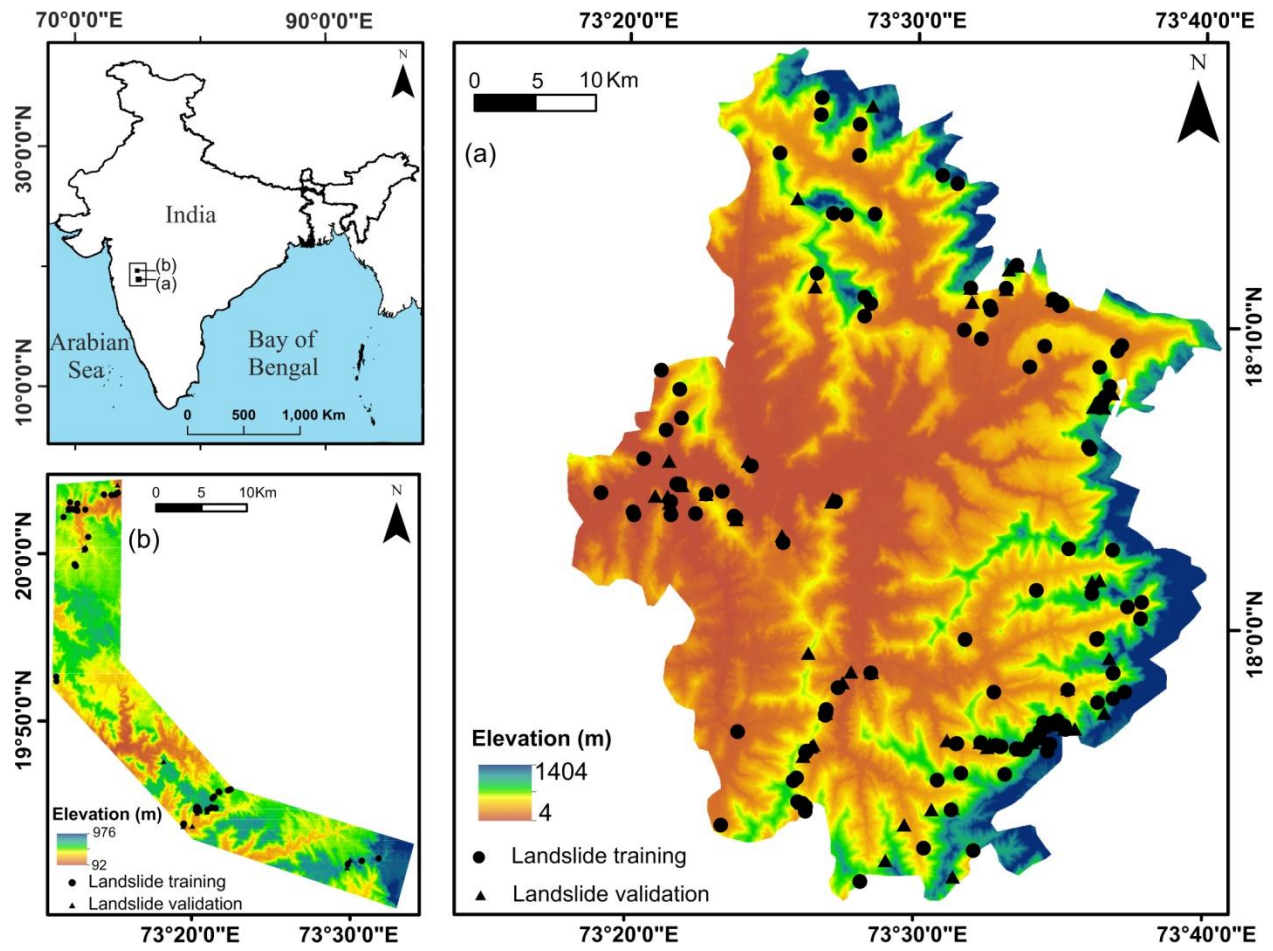 70°0'0"E 90°0'0"E
30°0'0"N
10°0'0"N
N
India
(b)
(a)
Arabian
Sea
Bay of
Bengal
0 500 1,000 Km
0 5 10Km
N
(b)
20°0'0"N
19°50'0"N
Elevation (m)
976
92
Landslide training
Landslide validation
73°20'0"E 73°30'0"E
73°20'0"E 73°30'0"E 73°40'0"E
0 5 10 Km
N
(a)
18°10'0"N
18°0'0"N
Elevation (m)
1404
4
Landslide training
Landslide validation
73°20'0"E 73°30'0"E 73°40'0"E